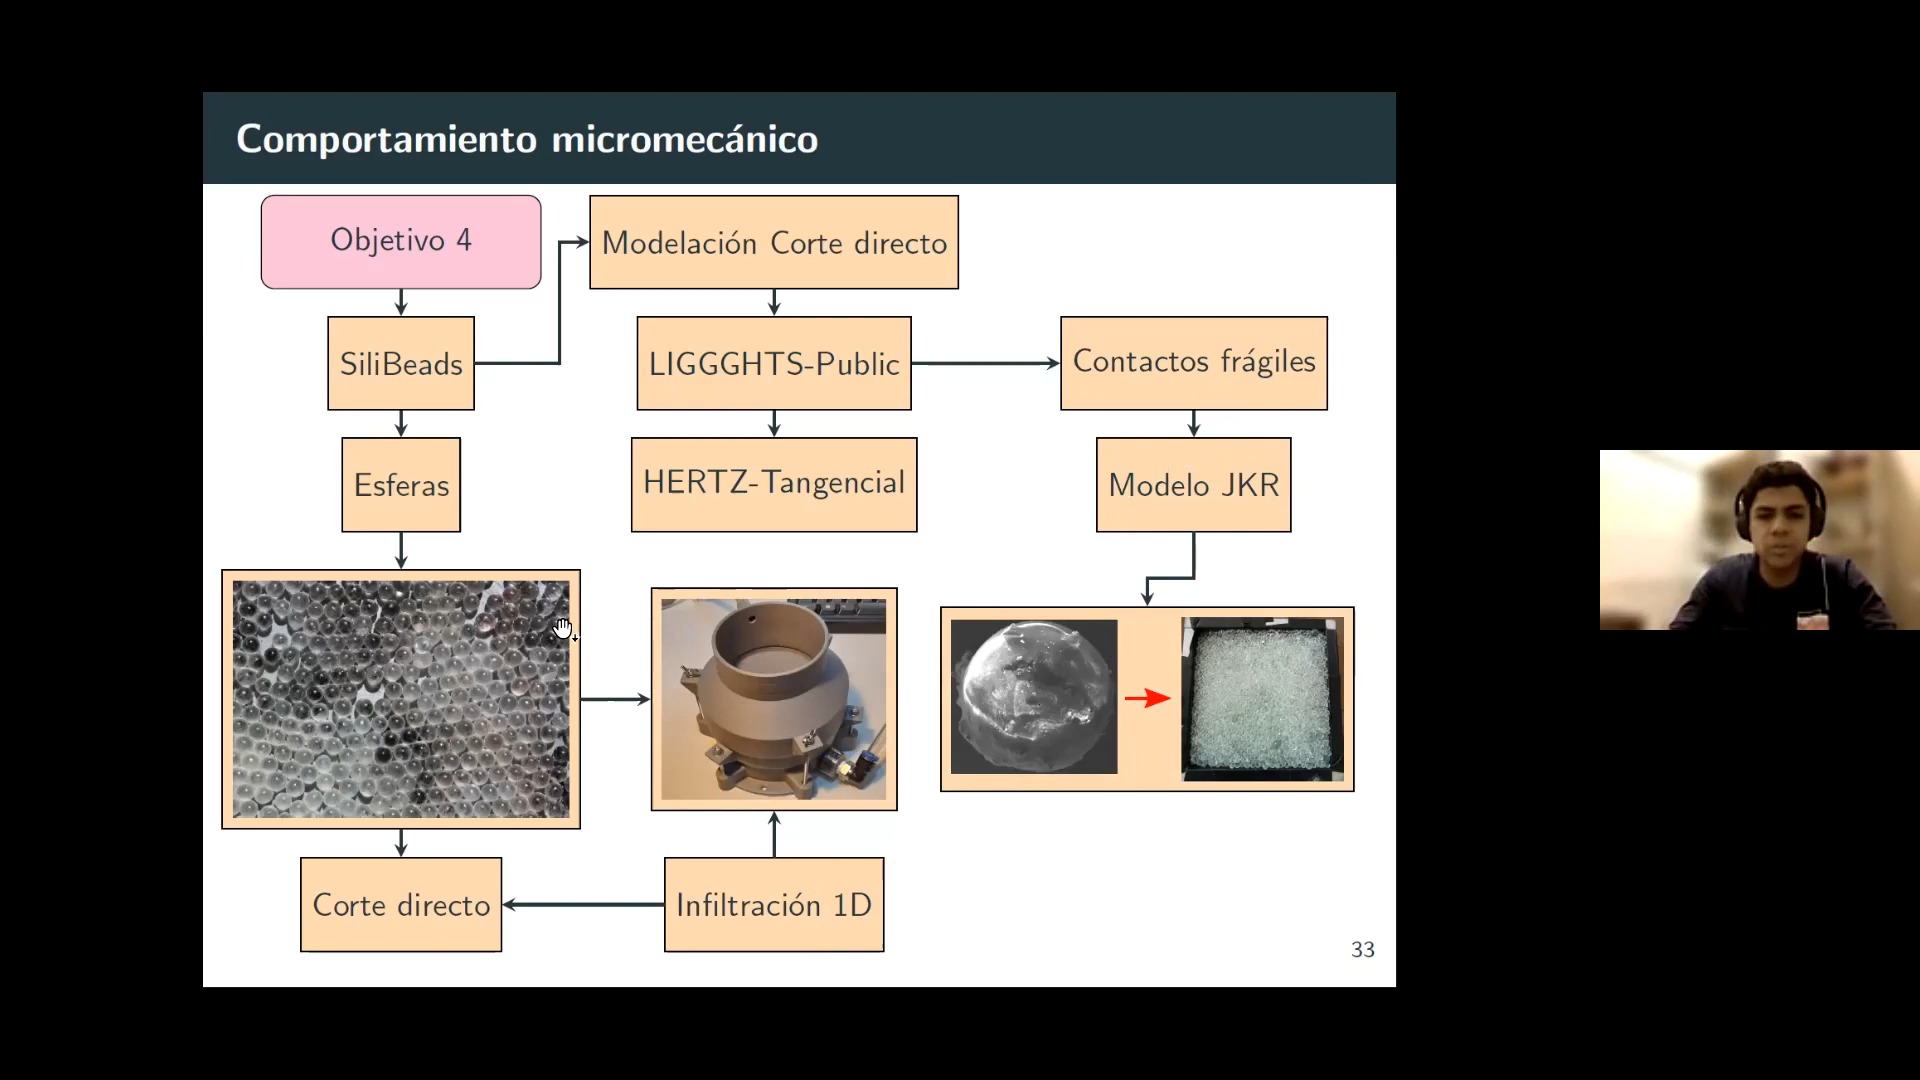 Comportamiento micromecánico
Objetivo 4
Modelación Corte directo
SiliBeads
LIGGGHTS-Public
Contactos frágiles
Esferas
HERTZ-Tangencial
Modelo JKR
Corte directo
Infiltración 1D
33